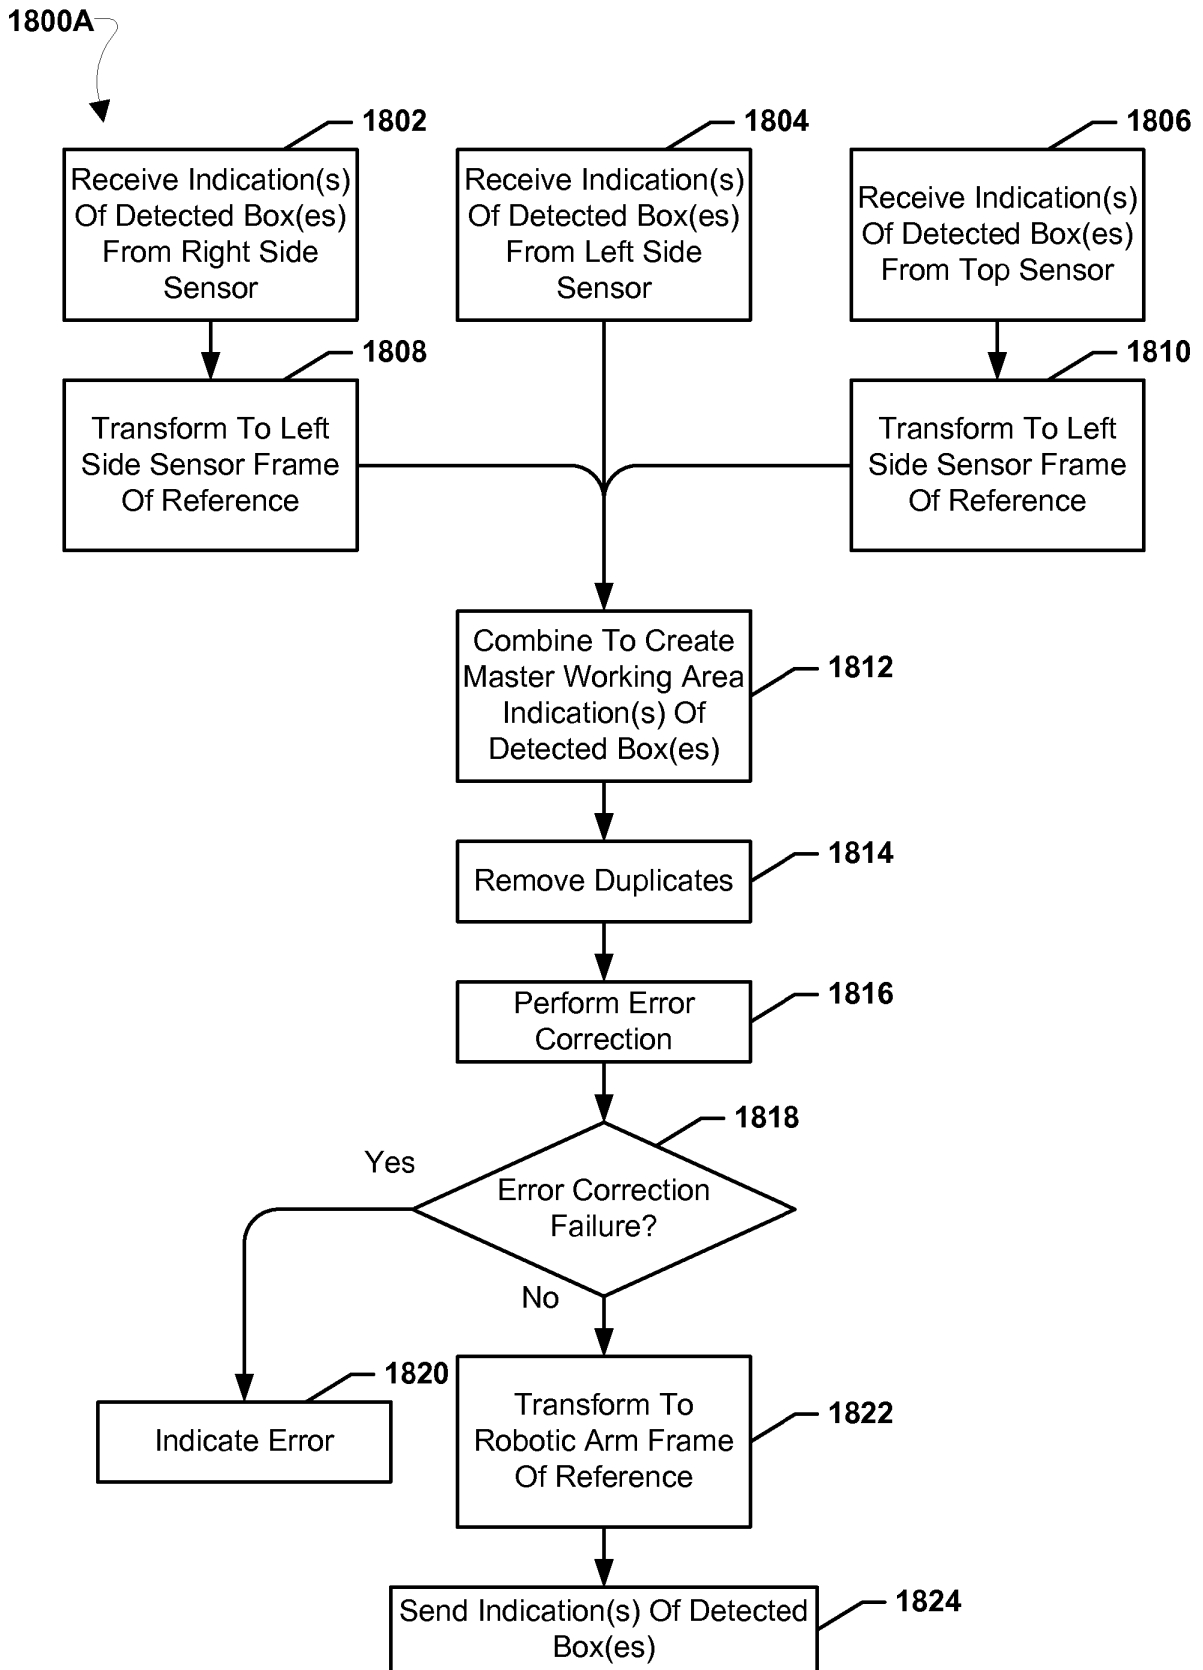 1800A
1802
Receive Indication(s)
Of Detected Box(es)
From Right Side
Sensor
1804
Receive Indication(s)
Of Detected Box(es)
From Left Side
Sensor
1806
Receive Indication(s)
Of Detected Box(es)
From Top Sensor
1808
Transform To Left
Side Sensor Frame
Of Reference
1810
Transform To Left
Side Sensor Frame
Of Reference
Combine To Create
Master Working Area
Indication(s) Of
Detected Box(es)
1812
Remove Duplicates
1814
Perform Error
Correction
1816
1818
Error Correction
Failure?
Yes
No
1820
Indicate Error
Transform To
Robotic Arm Frame
Of Reference
1822
Send Indication(s) Of Detected
Box(es)
1824